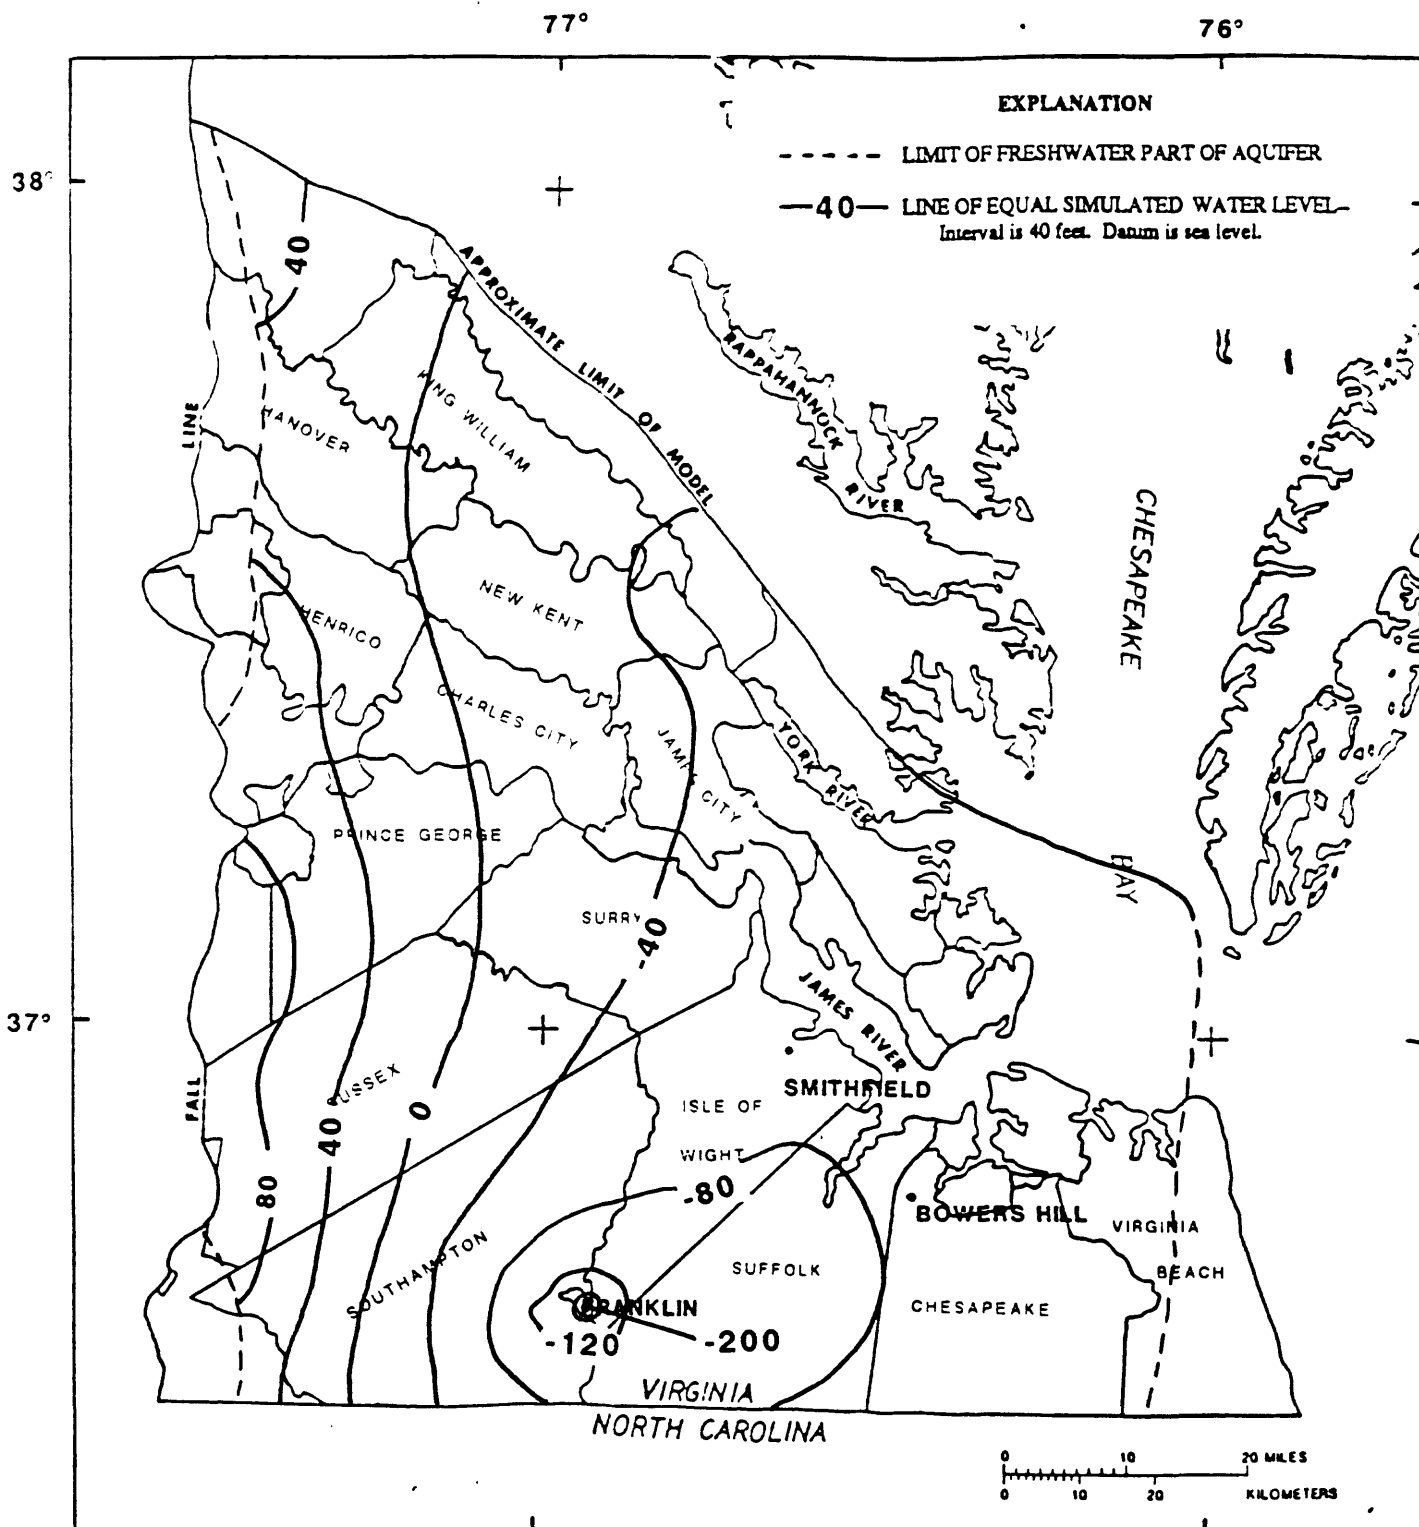 77°
76°
EXPLANATION
LIMIT OF FRESHWATER PART OF AQUIFER
40
LINE OF EQUAL SIMULATED WATER LEVEL–
Interval is 40 feet. Datum is sea level.
38°
40
APPROXIMATE LIMIT OF MODEL
RAPPAHANNOCK
RIVER
LINE
HANOVER
KING WILLIAM
CHESAPEAKE
BAY
HENRICO
NEW KENT
CHARLES CITY
JAMES CITY
YORK
RIVER
PRINCE GEORGE
SURRY
-40
37°
JAMES RIVER
FALL
SUSSEX
SMITHFIELD
ISLE OF
WIGHT
0
40
80
-80
BOWERS HILL
VIRGINIA
BEACH
SOUTHAMPTON
SUFFOLK
CHESAPEAKE
FRANKLIN
-120
-200
VIRGINIA
NORTH CAROLINA
0 10 20 MILES
0 10 20 KILOMETERS